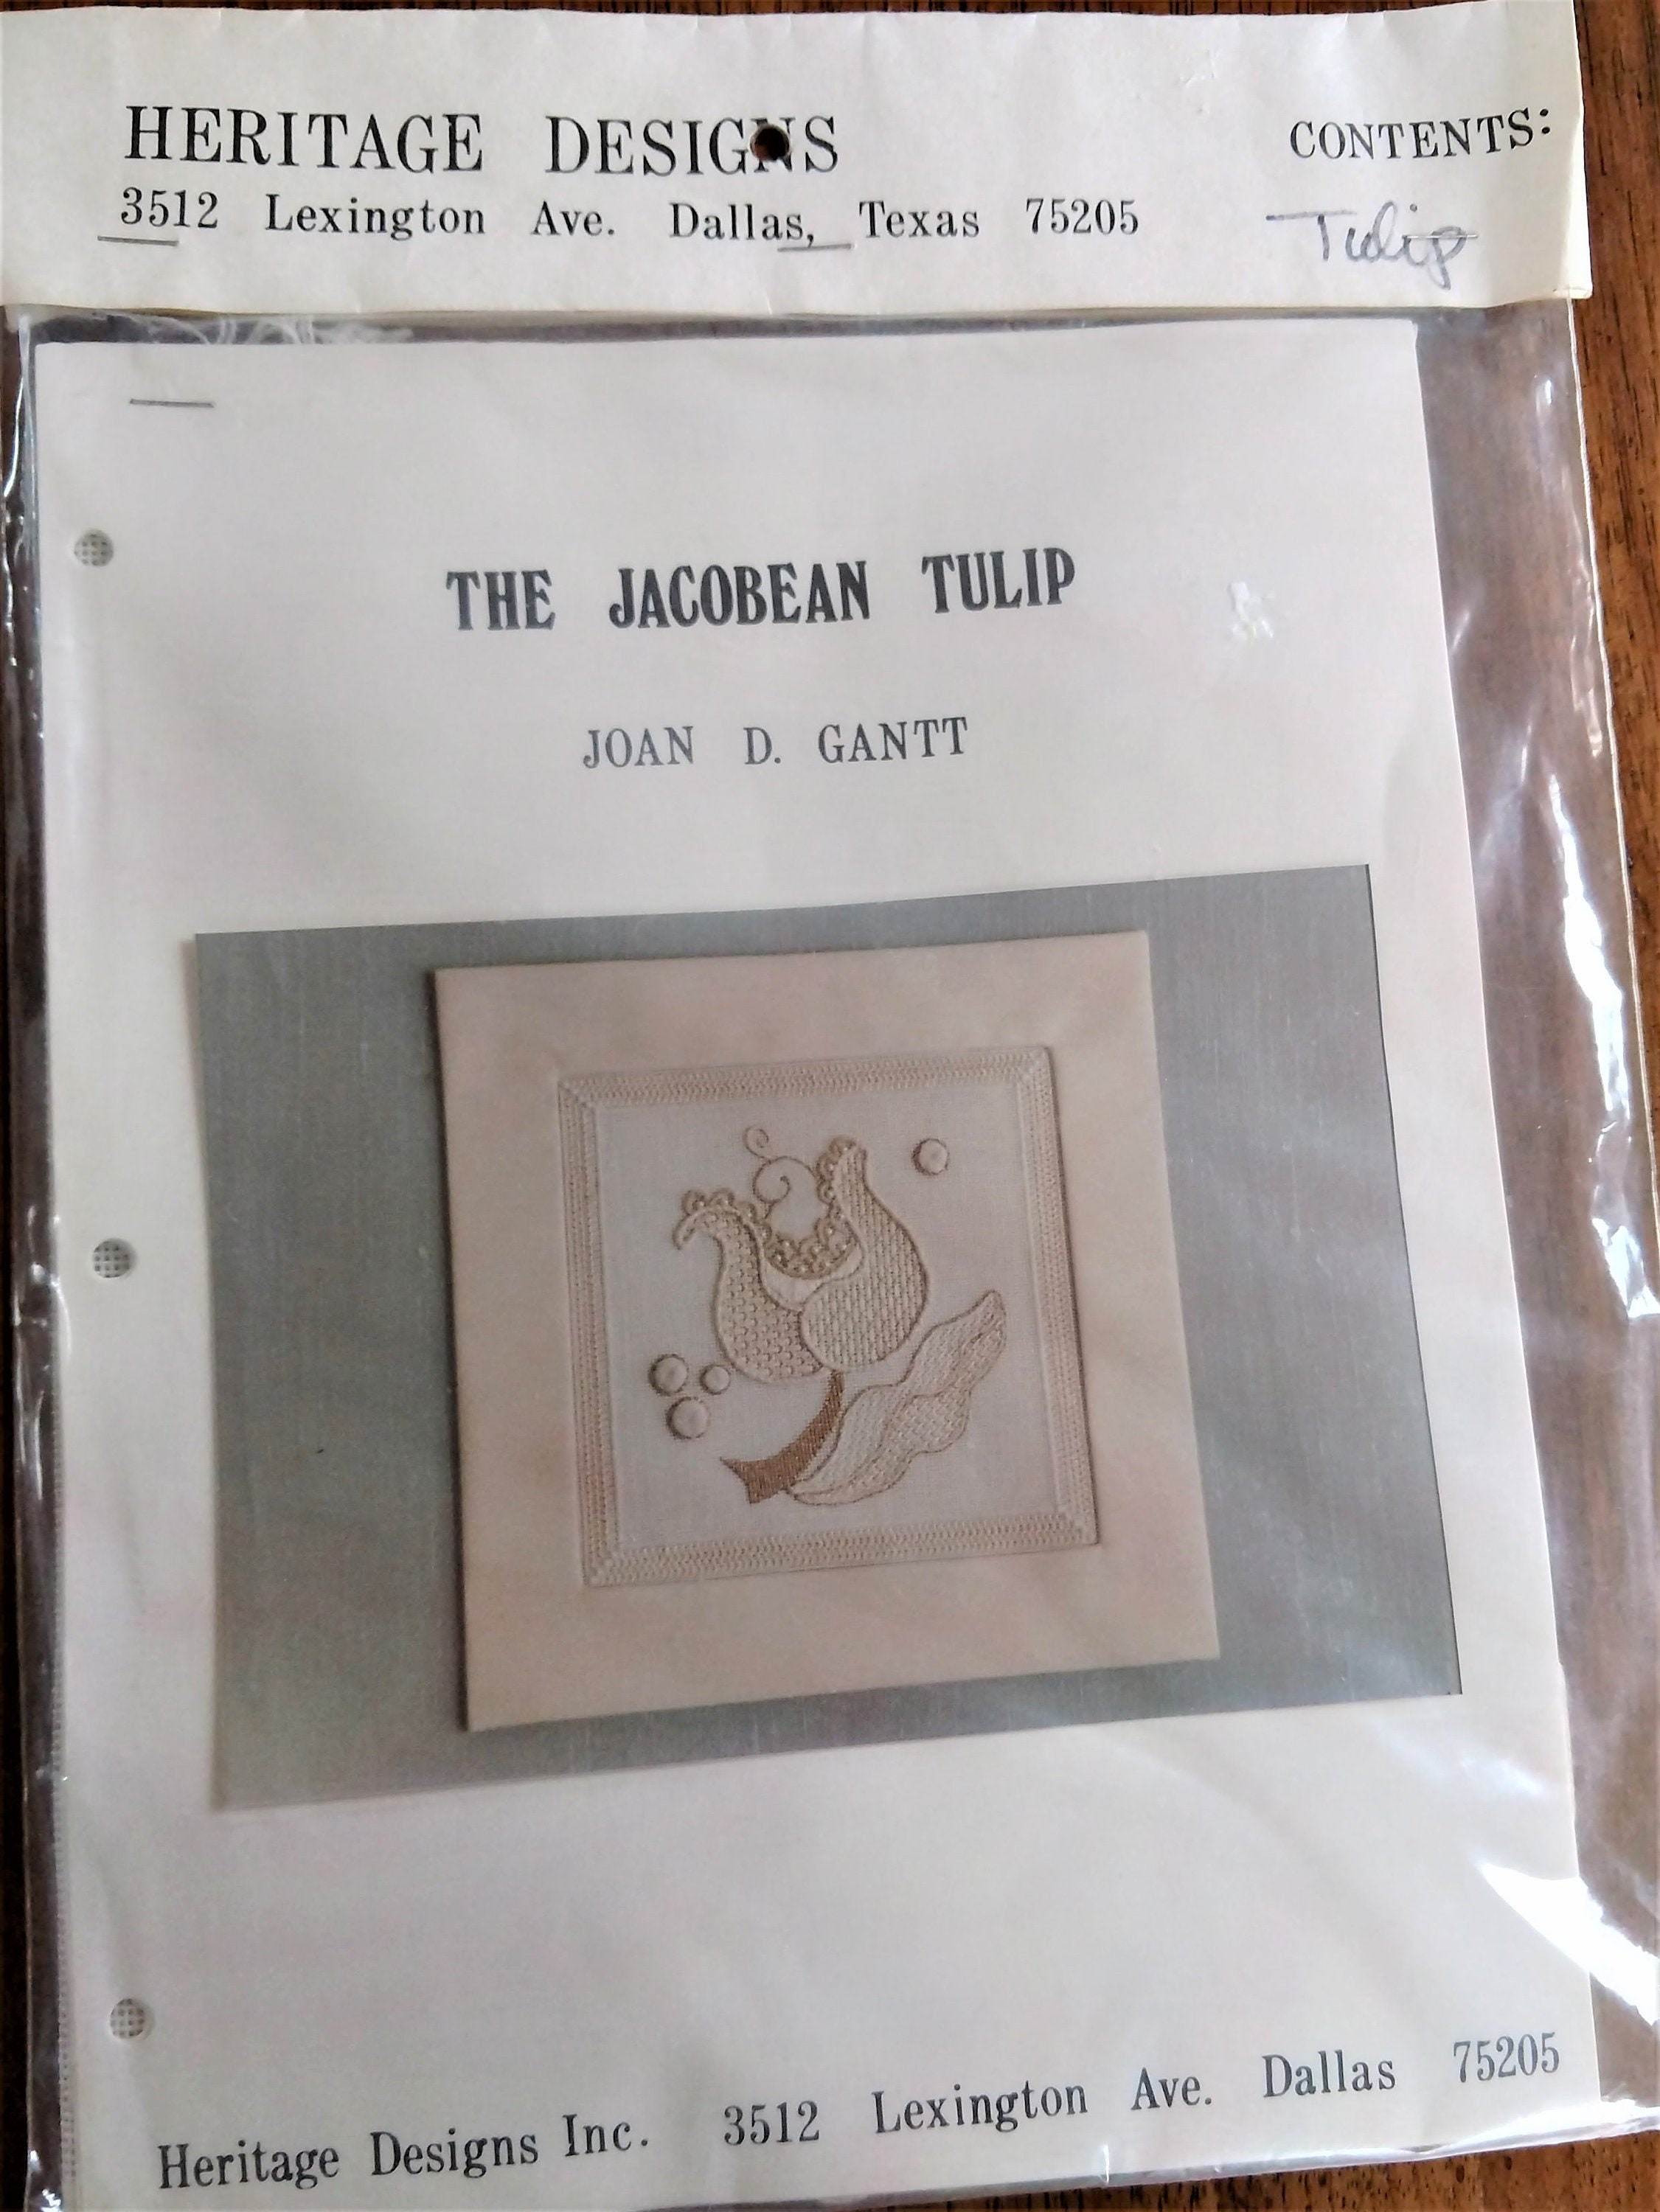 HERITAGE DESIGNS
3512 Lexington Ave. Dallas, Texas 75205
CONTENTS:
Tulip
THE JACOBEAN TULIP
JOAN D. GANTT
Heritage Designs Inc. 3512 Lexington Ave. Dallas 75205